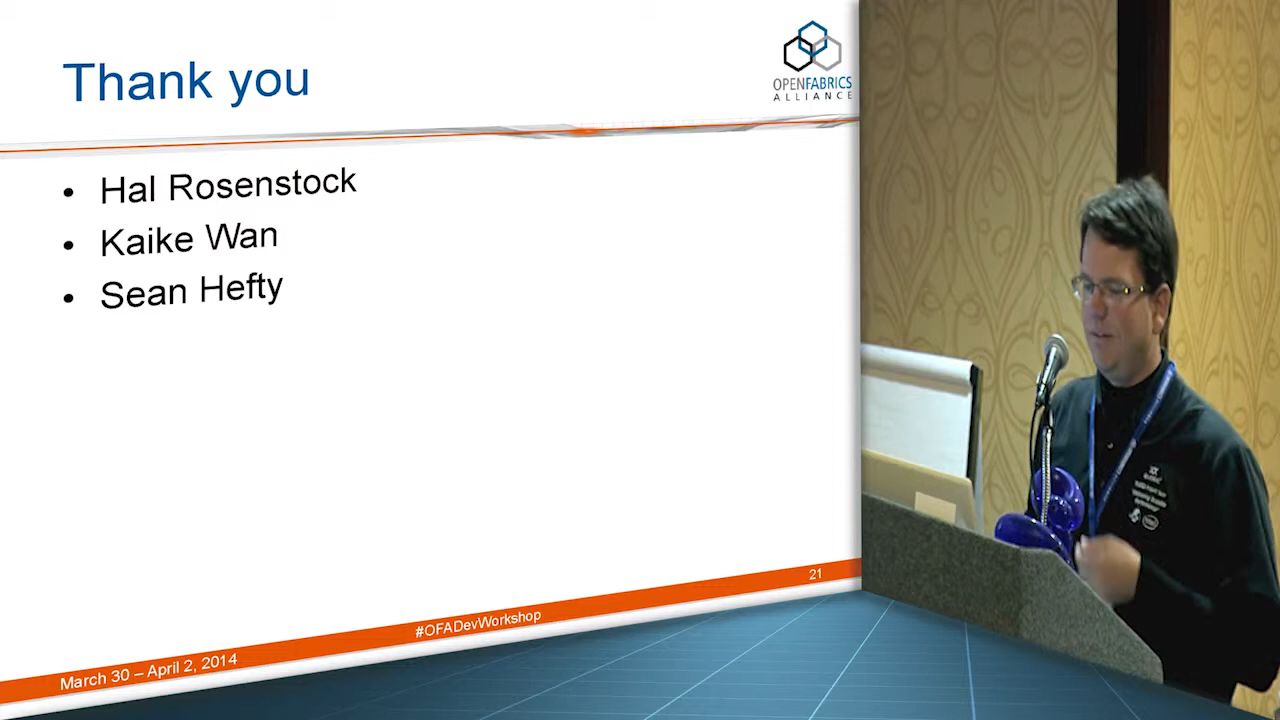 Thank you
OPENFABRICS
ALLIANCE
• Hal Rosenstock
• Kaike Wan
• Sean Hefty
21
#OFADevWorkshop
March 30 – April 2, 2014